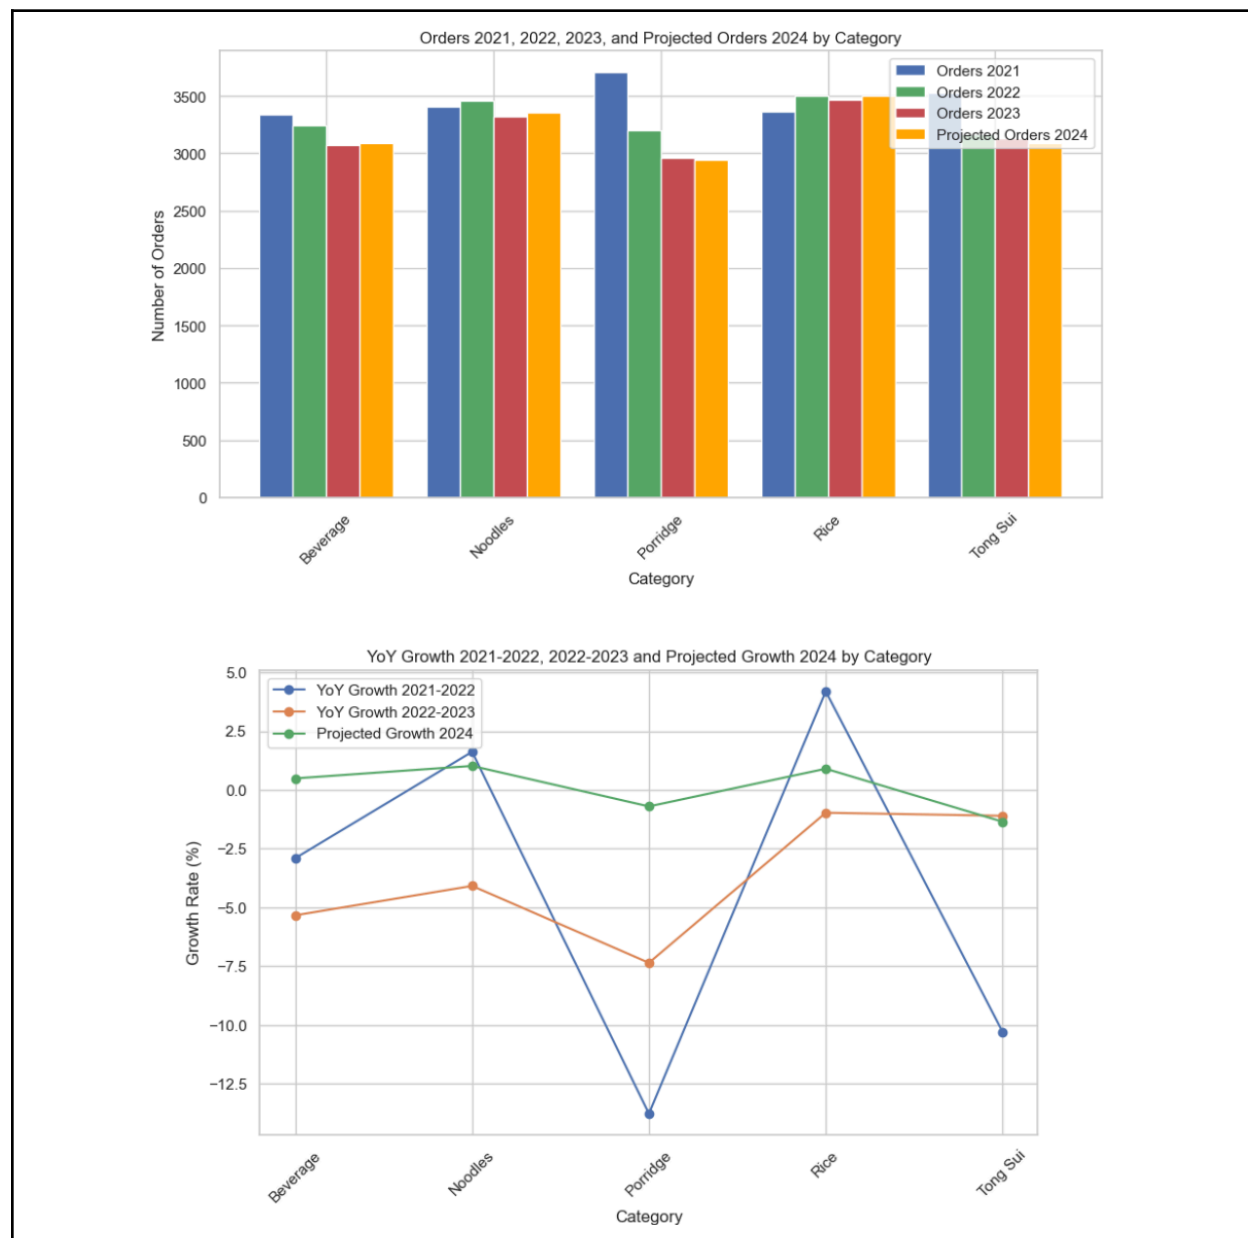 Orders 2021, 2022, 2023, and Projected Orders 2024 by Category
Orders 2021
Orders 2022
Orders 2023
Projected Orders 2024
Number of Orders
3500
3000
2500
2000
1500
1000
500
0
Beverage
Noodles
Porridge
Rice
Tong Sui
Category
YoY Growth 2021-2022, 2022-2023 and Projected Growth 2024 by Category
YoY Growth 2021-2022
YoY Growth 2022-2023
Projected Growth 2024
Growth Rate (%)
5.0
2.5
0.0
−2.5
−5.0
−7.5
−10.0
−12.5
Beverage
Noodles
Porridge
Rice
Tong Sui
Category